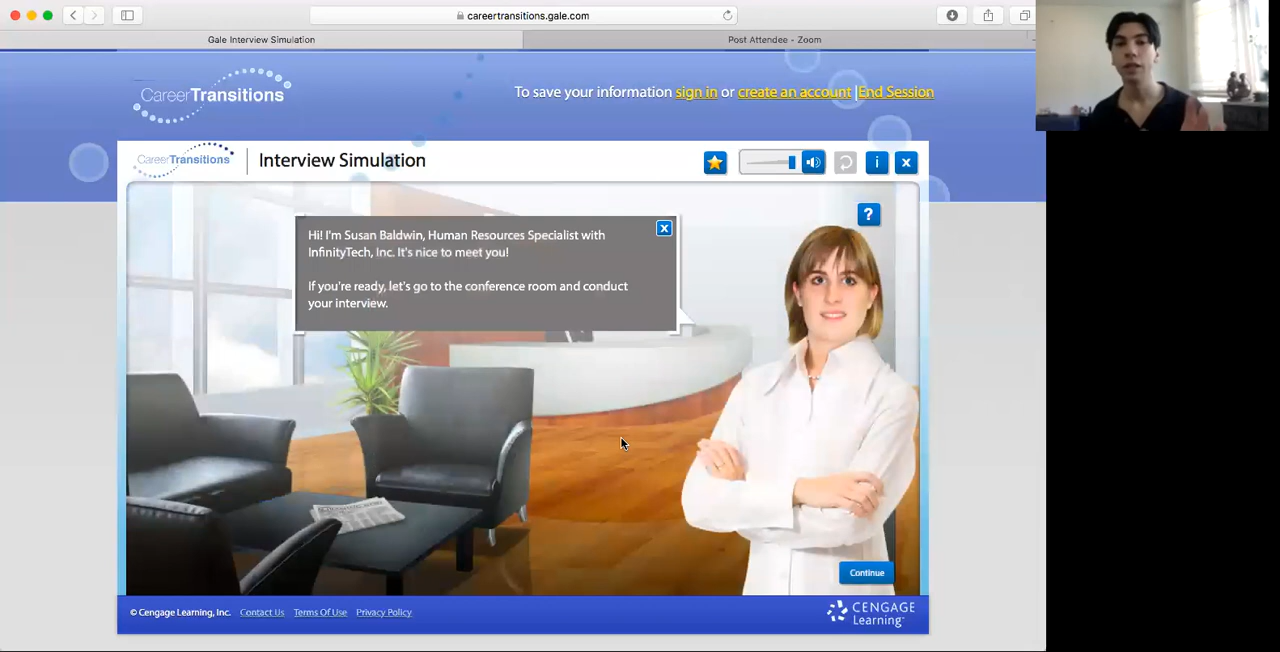 careertransitions.gale.com
Gale Interview Simulation
Post Attendee - Zoom
CareerTransitions
To save your information sign in or create an account |End Session
CareerTransitions
Interview Simulation
i
?
Hi! I'm Susan Baldwin, Human Resources Specialist with
InfinityTech, Inc. It's nice to meet you!
If you're ready, let's go to the conference room and conduct
your interview.
Continue
© Cengage Learning, Inc. Contact Us Terms Of Use Privacy Policy
CENGAGE
Learning™